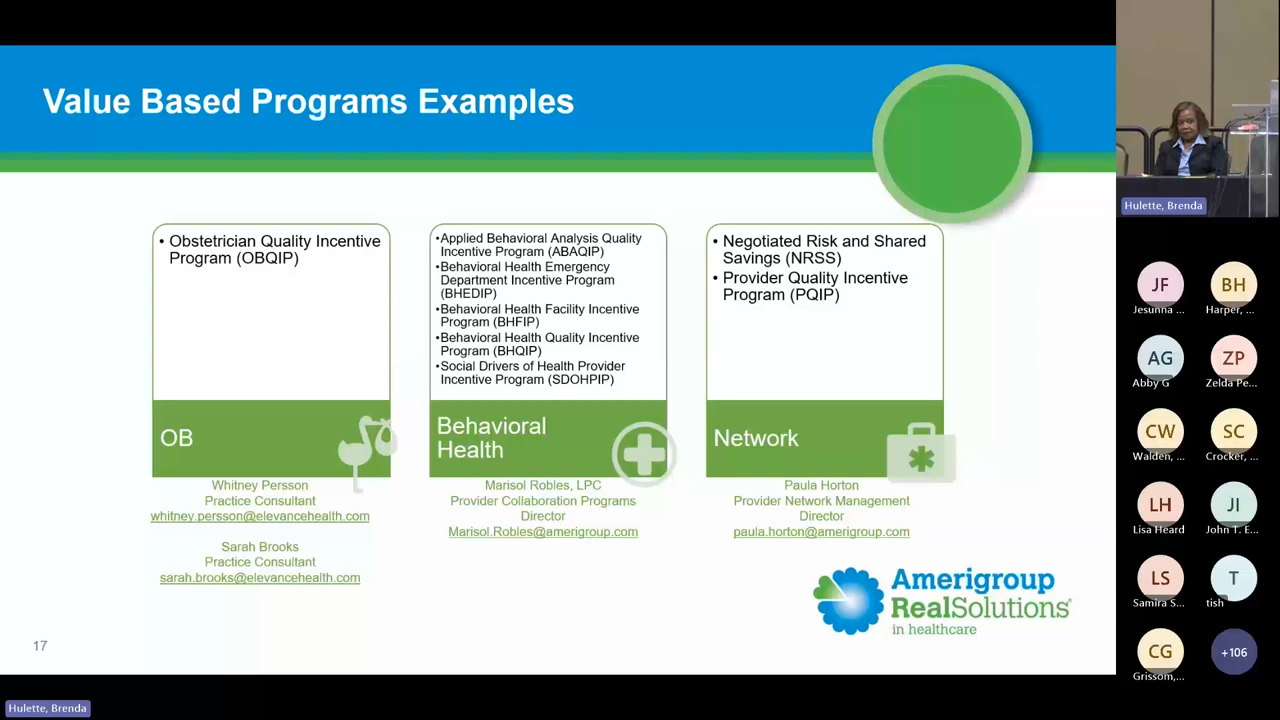 Value Based Programs Examples
• Obstetrician Quality Incentive
Program (OBQIP)
OB
Whitney Persson
Practice Consultant
whitney.persson@elevancehealth.com
Sarah Brooks
Practice Consultant
sarah.brooks@elevancehealth.com
•Applied Behavioral Analysis Quality
Incentive Program (ABAQIP)
•Behavioral Health Emergency
Department Incentive Program
(BHEDIP)
•Behavioral Health Facility Incentive
Program (BHFIP)
•Behavioral Health Quality Incentive
Program (BHQIP)
•Social Drivers of Health Provider
Incentive Program (SDOHPIP)
Behavioral
Health
Marisol Robles, LPC
Provider Collaboration Programs
Director
Marisol.Robles@amerigroup.com
• Negotiated Risk and Shared
Savings (NRSS)
• Provider Quality Incentive
Program (PQIP)
Network
Paula Horton
Provider Network Management
Director
paula.horton@amerigroup.com
Amerigroup
RealSolutions®
in healthcare
17
Hulette, Brenda
Hulette, Brenda
JF
Jesunna ...
BH
Harper, ...
AG
Abby G
ZP
Zelda Pe...
CW
Walden, ...
SC
Crocker, ...
LH
Lisa Heard
JI
John T. E...
LS
Samira S...
T
tish
CG
Grissom,...
+106